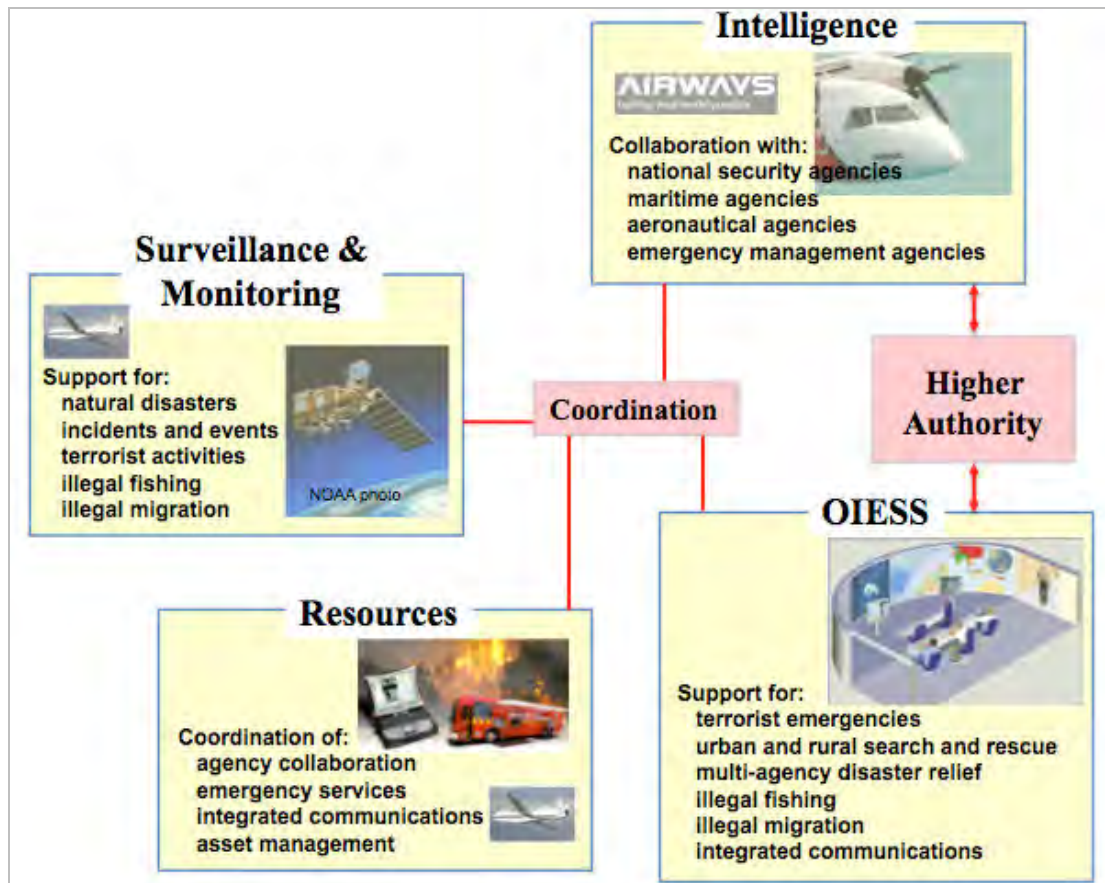 Intelligence
AIRWAYS
Collaboration with:
national security agencies
maritime agencies
aeronautical agencies
emergency management agencies
Surveillance &
Monitoring
Support for:
natural disasters
incidents and events
terrorist activities
illegal fishing
illegal migration
NOAA photo
Coordination
Higher
Authority
OIESS
Support for:
terrorist emergencies
urban and rural search and rescue
multi-agency disaster relief
illegal fishing
illegal migration
integrated communications
Resources
Coordination of:
agency collaboration
emergency services
integrated communications
asset management